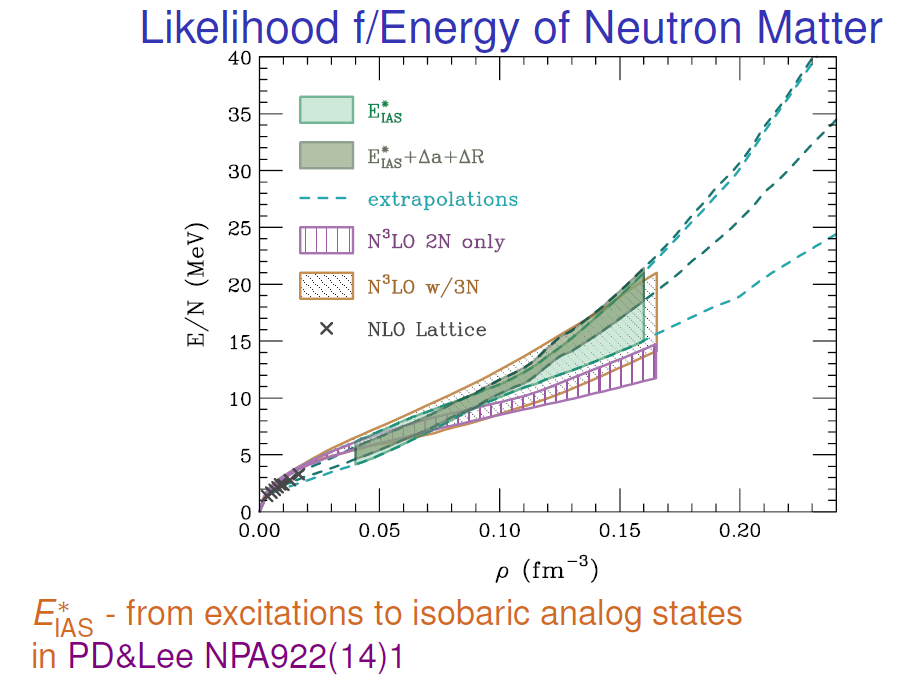 Likelihood f/Energy of Neutron Matter
40
35
30
25
20
15
10
5
0
E/N (MeV)
E*IAS
E*IAS+Δa+ΔR
extrapolations
N³LO 2N only
N³LO w/3N
NLO Lattice
0.00 0.05 0.10 0.15 0.20
ρ (fm⁻³)
E*IAS - from excitations to isobaric analog states
in PD&Lee NPA922(14)1